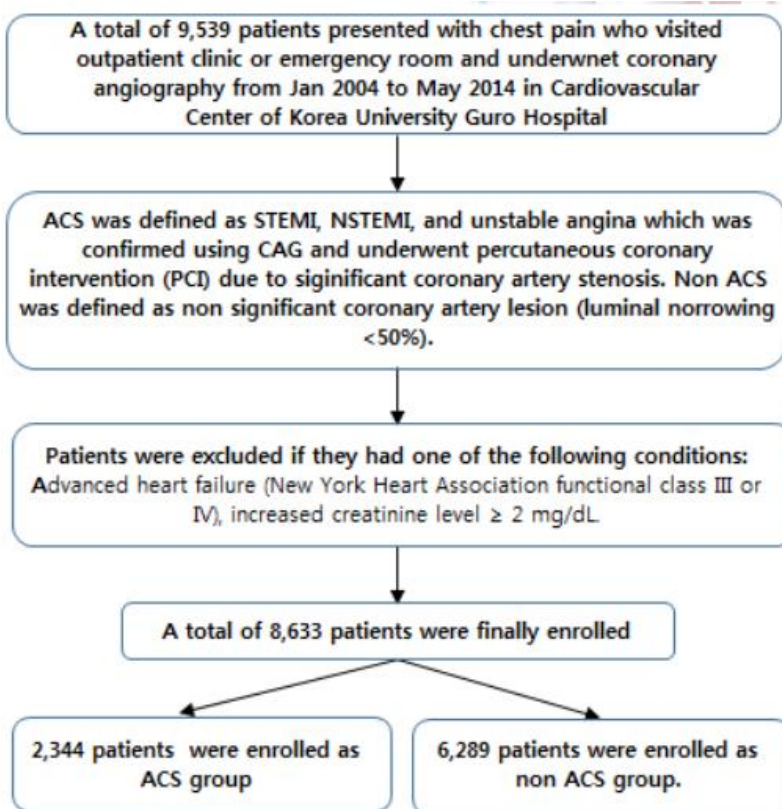 A total of 9,539 patients presented with chest pain who visited
outpatient clinic or emergency room and underwnet coronary
angiography from Jan 2004 to May 2014 in Cardiovascular
Center of Korea University Guro Hospital
ACS was defined as STEMI, NSTEMI, and unstable angina which was
confirmed using CAG and underwent percutaneous coronary
intervention (PCI) due to siginificant coronary artery stenosis. Non ACS
was defined as non significant coronary artery lesion (luminal norrowing
<50%).
Patients were excluded if they had one of the following conditions:
Advanced heart failure (New York Heart Association functional class III or
IV), increased creatinine level ≥ 2 mg/dL
A total of 8,633 patients were finally enrolled
2,344 patients were enrolled as
ACS group
6,289 patients were enrolled as
non ACS group.